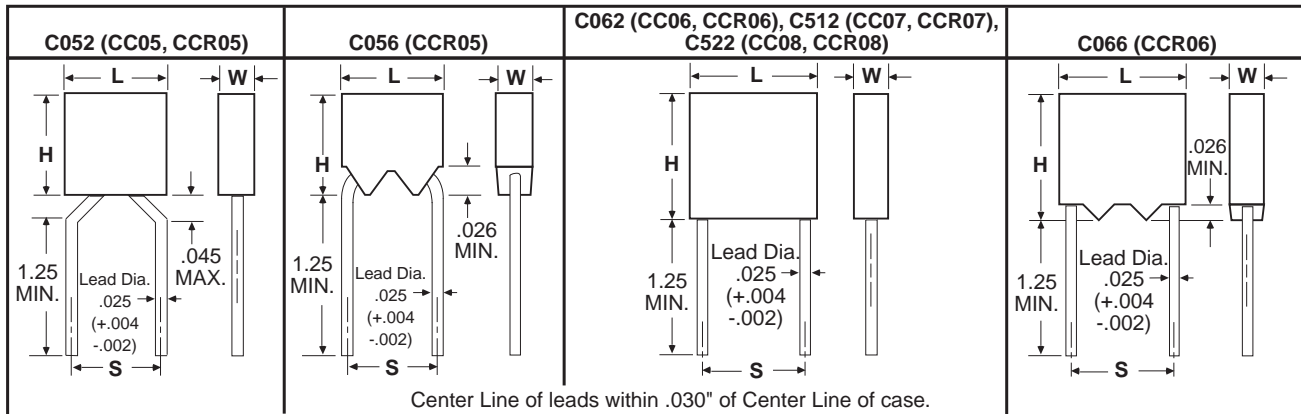 C052 (CC05, CCR05)
L
W
H
1.25
MIN.
Lead Dia.
.025
(+.004
-.002)
.045
MAX.
S
C056 (CCR05)
L
W
H
.026
MIN.
1.25
MIN.
Lead Dia.
.025
(+.004
-.002)
S
C062 (CC06, CCR06), C512 (CC07, CCR07),
C522 (CC08, CCR08)
L
W
H
1.25
MIN.
Lead Dia.
.025
(+.004
-.002)
S
C066 (CCR06)
L
W
H
.026
MIN.
1.25
MIN.
Lead Dia.
.025
(+.004
-.002)
S
Center Line of leads within .030" of Center Line of case.